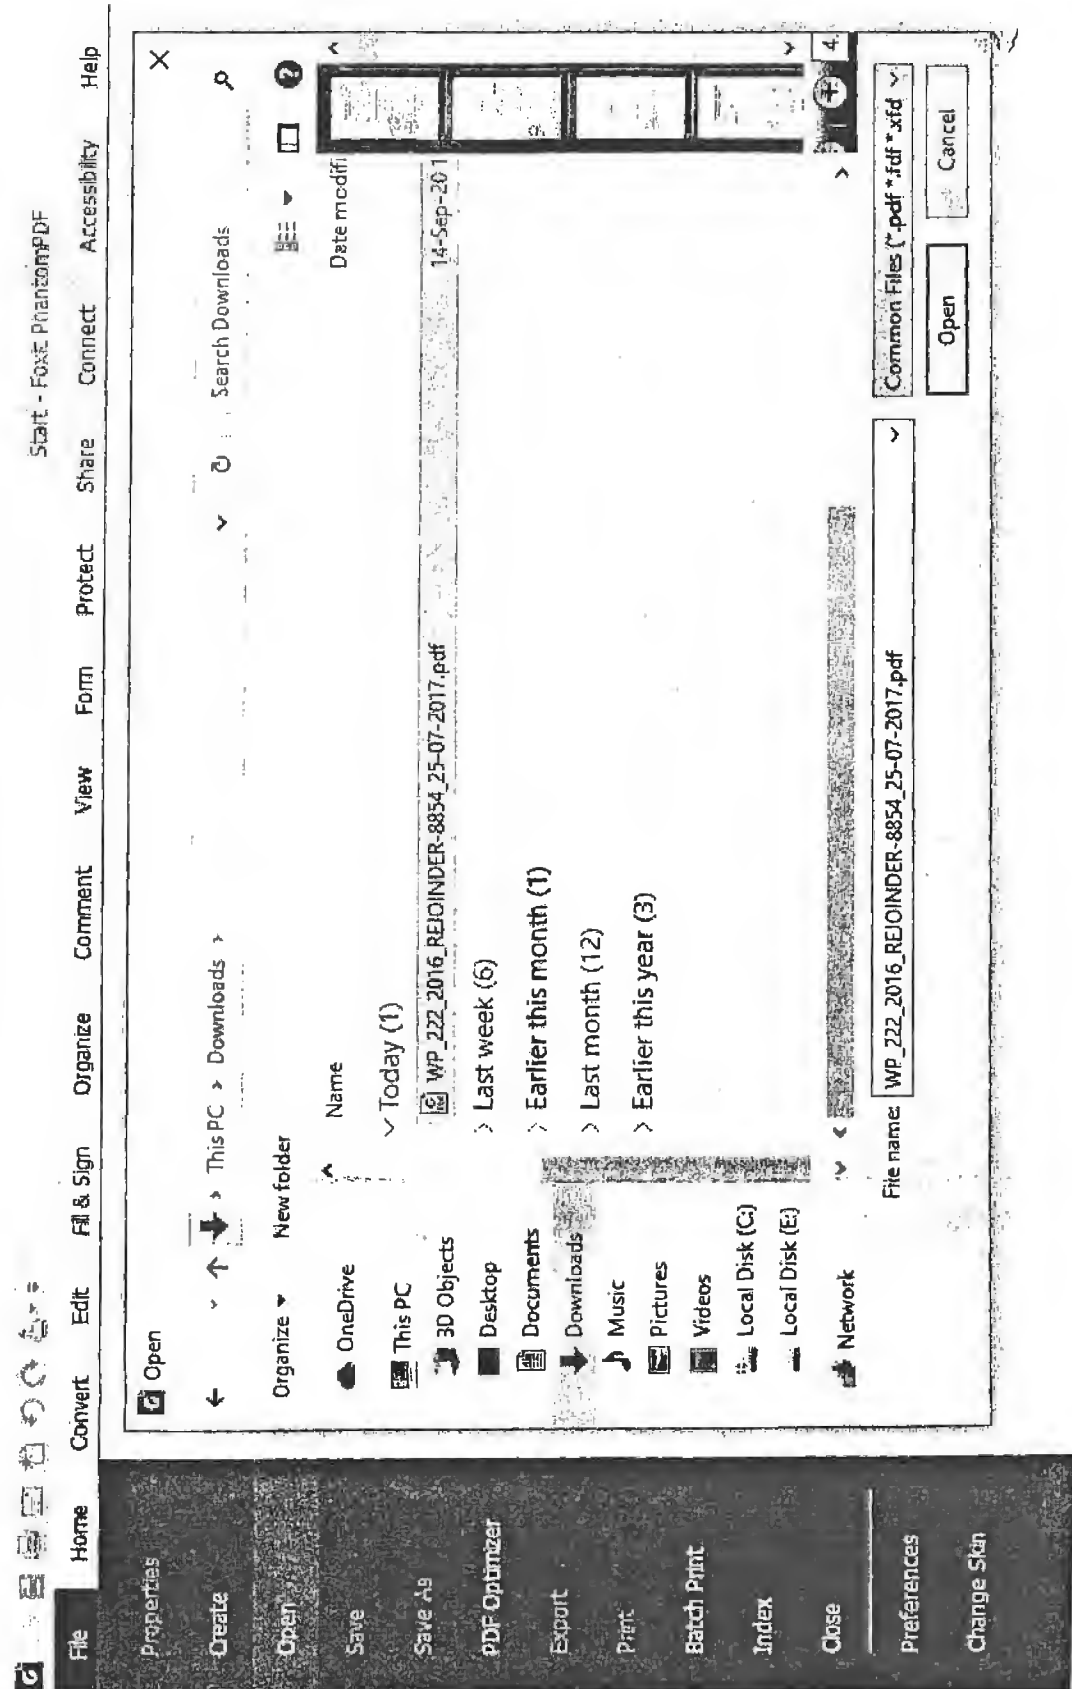 Start - Foxit PhantomPDF
File Home Convert Edit Fill & Sign Organize Comment View Form Protect Share Connect Accessibility Help
Properties
Create
Open
Save
Save As
PDF Optimizer
Export
Print
Batch Print
Index
Close
Preferences
Change Skin
Open
This PC > Downloads >
Search Downloads
Organize New folder
Name Date modifi
OneDrive
This PC
3D Objects
Desktop
Documents
Downloads
Music
Pictures
Videos
Local Disk (C:)
Local Disk (E:)
Network
Today (1)
WP_222_2016_REJOINDER-8854_25-07-2017.pdf 14-Sep-201
Last week (6)
Earlier this month (1)
Last month (12)
Earlier this year (3)
File name: WP_222_2016_REJOINDER-8854_25-07-2017.pdf Common Files (*.pdf *.fdf *.xfd
Open Cancel